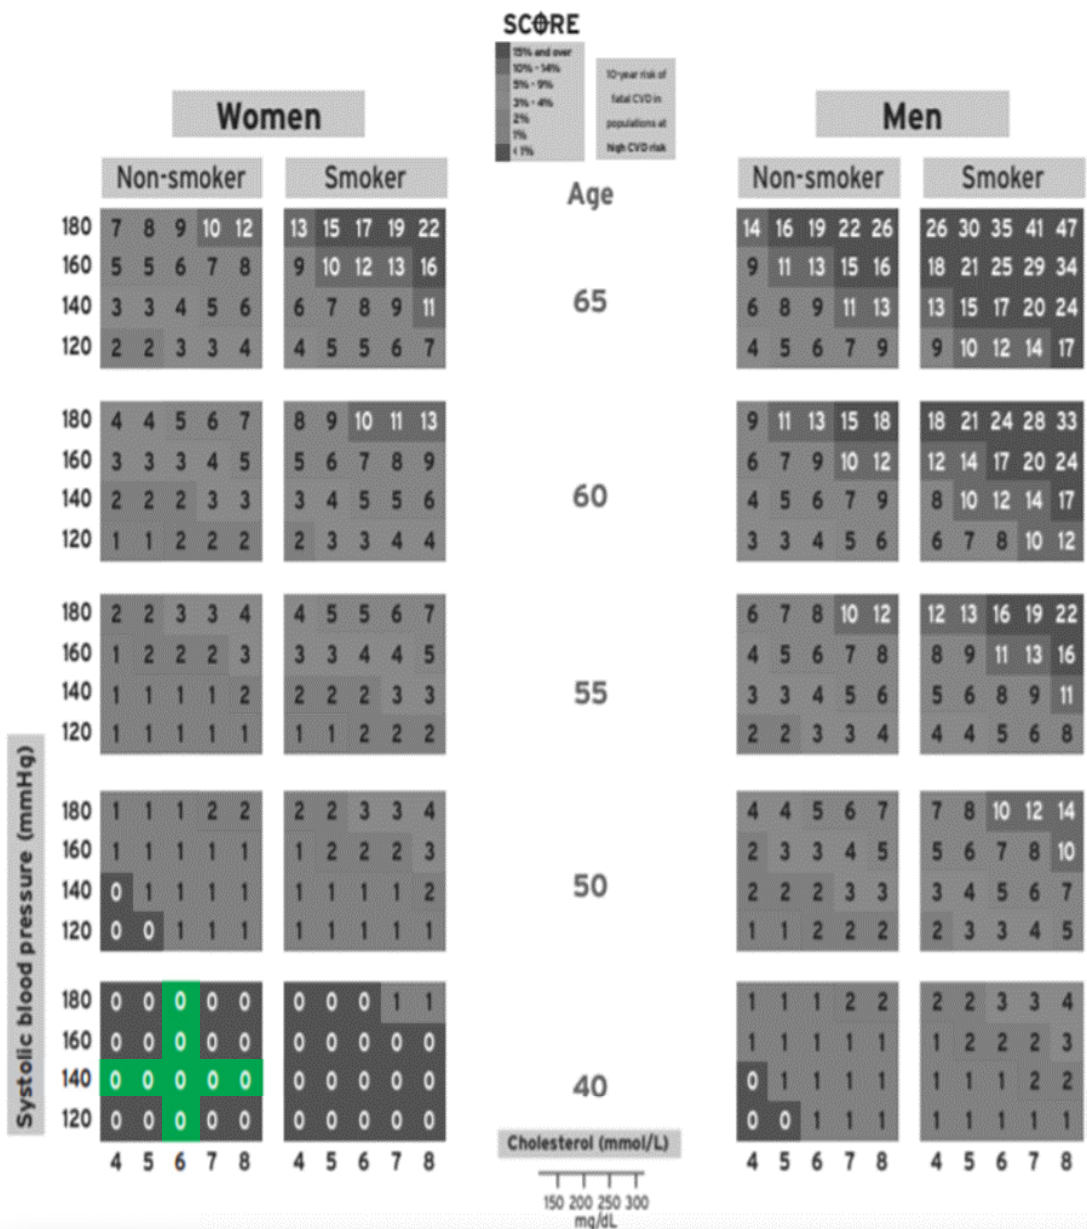 SCORE
15% and over
10% - 14%
5% - 9%
3% - 4%
2%
1%
< 1%
10-year risk of
fatal CVD in
populations at
high CVD risk
Women
Men
Non-smoker Smoker Age Non-smoker Smoker
180 7 8 9 10 12 13 15 17 19 22 14 16 19 22 26 26 30 35 41 47
160 5 5 6 7 8 9 10 12 13 16 9 11 13 15 16 18 21 25 29 34
65
140 3 3 4 5 6 6 7 8 9 11 6 8 9 11 13 13 15 17 20 24
120 2 2 3 3 4 4 5 5 6 7 4 5 6 7 9 9 10 12 14 17
180 4 4 5 6 7 8 9 10 11 13 9 11 13 15 18 18 21 24 28 33
160 3 3 3 4 5 5 6 7 8 9 6 7 9 10 12 12 14 17 20 24
60
140 2 2 2 3 3 3 4 5 5 6 4 5 6 7 9 8 10 12 14 17
120 1 1 2 2 2 2 3 3 4 4 3 3 4 5 6 6 7 8 10 12
180 2 2 3 3 4 4 5 5 6 7 6 7 8 10 12 12 13 16 19 22
160 1 2 2 2 3 3 3 4 4 5 4 5 6 7 8 8 9 11 13 16
55
140 1 1 1 1 2 2 2 2 3 3 3 3 4 5 6 5 6 8 9 11
120 1 1 1 1 1 1 1 2 2 2 2 2 3 3 4 4 4 5 6 8
180 1 1 1 2 2 2 2 3 3 4 4 4 5 6 7 7 8 10 12 14
160 1 1 1 1 1 1 2 2 2 3 2 3 3 4 5 5 6 7 8 10
50
140 0 1 1 1 1 1 1 1 1 2 2 2 2 3 3 3 4 5 6 7
120 0 0 1 1 1 1 1 1 1 1 1 1 2 2 2 2 3 3 4 5
180 0 0 0 0 0 0 0 0 1 1 1 1 1 2 2 2 2 3 3 4
160 0 0 0 0 0 0 0 0 0 0 1 1 1 1 1 1 2 2 2 3
140 0 0 0 0 0 0 0 0 0 0 0 1 1 1 1 1 1 1 2 2
40
120 0 0 0 0 0 0 0 0 0 0 0 0 1 1 1 1 1 1 1 1
4 5 6 7 8 4 5 6 7 8 4 5 6 7 8 4 5 6 7 8
Systolic blood pressure (mmHg)
Cholesterol (mmol/L)
150 200 250 300
mg/dL